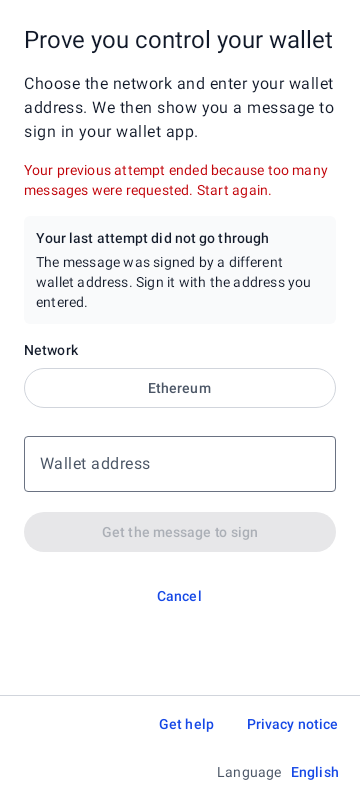 Prove you control your wallet
Choose the network and enter your wallet
address. We then show you a message to
sign in your wallet app.
Your previous attempt ended because too many
messages were requested. Start again.
Your last attempt did not go through
The message was signed by a different
wallet address. Sign it with the address you
entered.
Network
Ethereum
Wallet address
Get the message to sign
Cancel
Get help Privacy notice
Language English